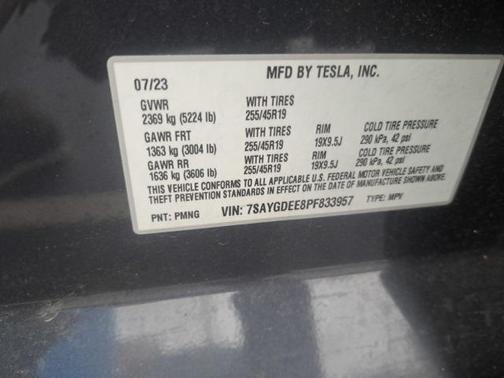 MFD BY TESLA, INC.
07/23
GVWR WITH TIRES
2369 kg (5224 lb) 255/45R19
GAWR FRT WITH TIRES RIM COLD TIRE PRESSURE
1363 kg (3004 lb) 255/45R19 19X9.5J 290 kPa, 42 psi
GAWR RR WITH TIRES RIM COLD TIRE PRESSURE
1636 kg (3606 lb) 255/45R19 19X9.5J 290 kPa, 42 psi
THIS VEHICLE CONFORMS TO ALL APPLICABLE U.S. FEDERAL MOTOR VEHICLE SAFETY AND
THEFT PREVENTION STANDARDS IN EFFECT ON THE DATE OF MANUFACTURE SHOWN ABOVE.
PNT: PMNG VIN: 7SAYGDEE8PF833957 TYPE: MPV